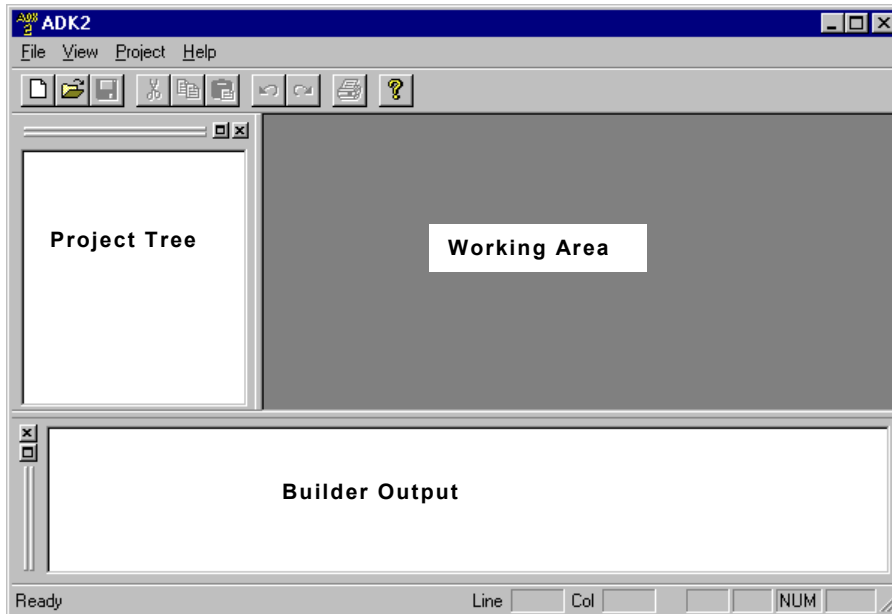 ADK2
File View Project Help
Project Tree
Working Area
Builder Output
Ready Line Col NUM